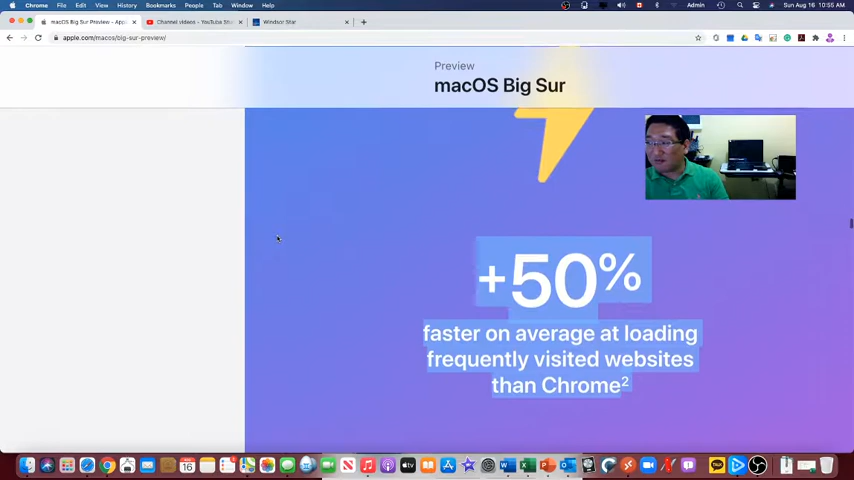 Chrome File Edit View History Bookmarks People Tab Window Help Admin Sun Aug 16 10:55 AM
macOS Big Sur Preview - Appl Channel videos - YouTube Stu Windsor Star
apple.com/macos/big-sur-preview/
Preview
macOS Big Sur
+50%
faster on average at loading
frequently visited websites
than Chrome2